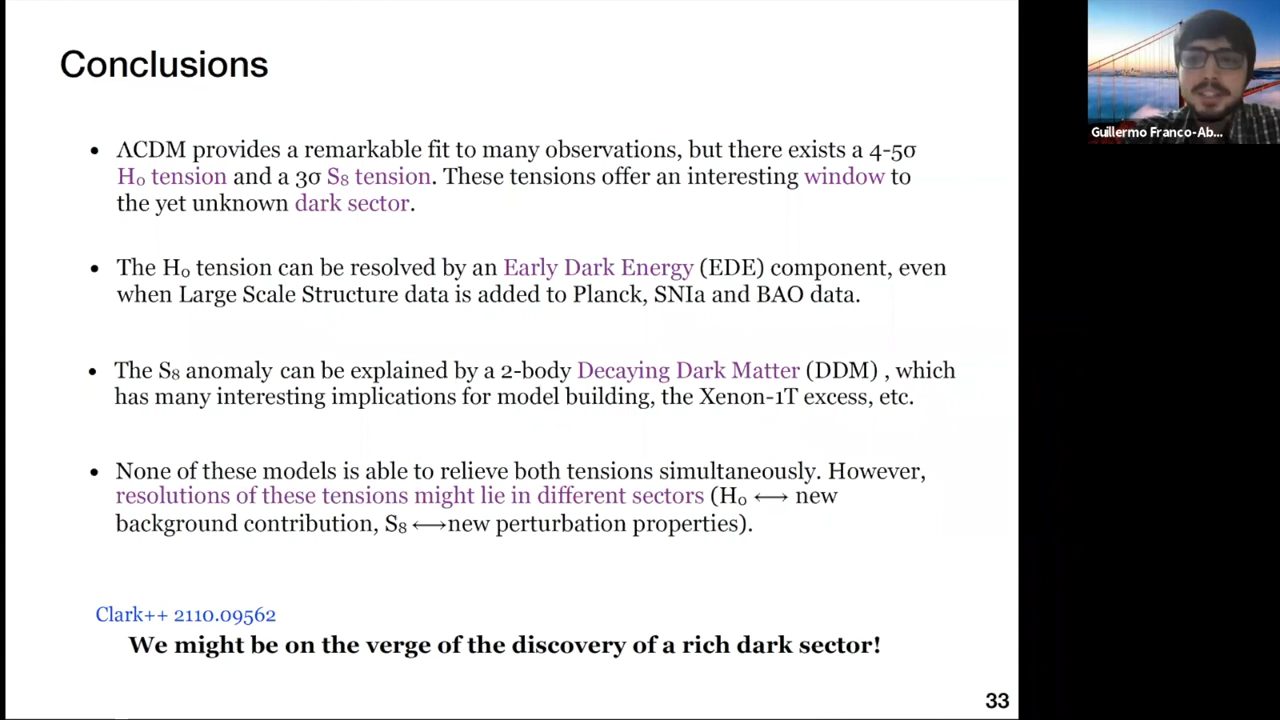 Conclusions
• ΛCDM provides a remarkable fit to many observations, but there exists a 4-5σ
H₀ tension and a 3σ S₈ tension. These tensions offer an interesting window to
the yet unknown dark sector.
• The H₀ tension can be resolved by an Early Dark Energy (EDE) component, even
when Large Scale Structure data is added to Planck, SNIa and BAO data.
• The S₈ anomaly can be explained by a 2-body Decaying Dark Matter (DDM) , which
has many interesting implications for model building, the Xenon-1T excess, etc.
• None of these models is able to relieve both tensions simultaneously. However,
resolutions of these tensions might lie in different sectors (H₀ ⟷ new
background contribution, S₈ ⟷new perturbation properties).
Clark++ 2110.09562
We might be on the verge of the discovery of a rich dark sector!
33
Guillermo Franco-Ab...